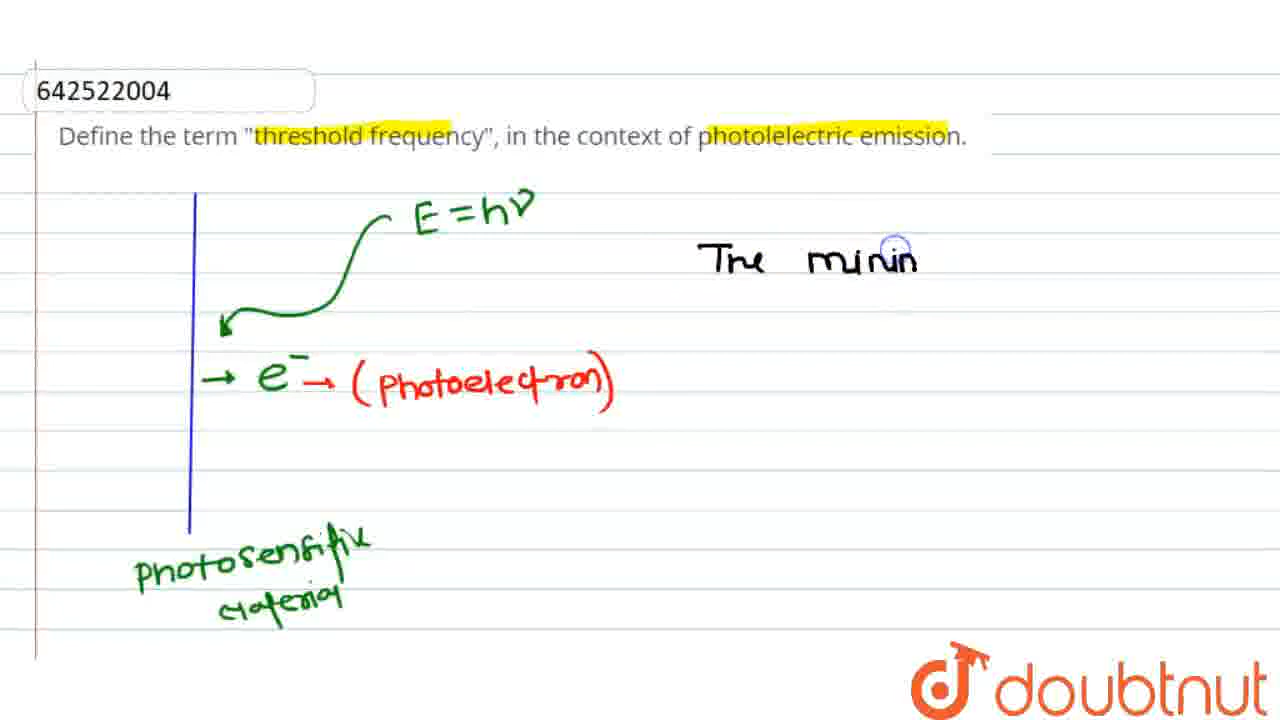 642522004
Define the term "threshold frequency", in the context of photolelectric emission.
E = hν
The minin
→ e⁻ → (Photoelectron)
Photosensitive
material
doubtnut